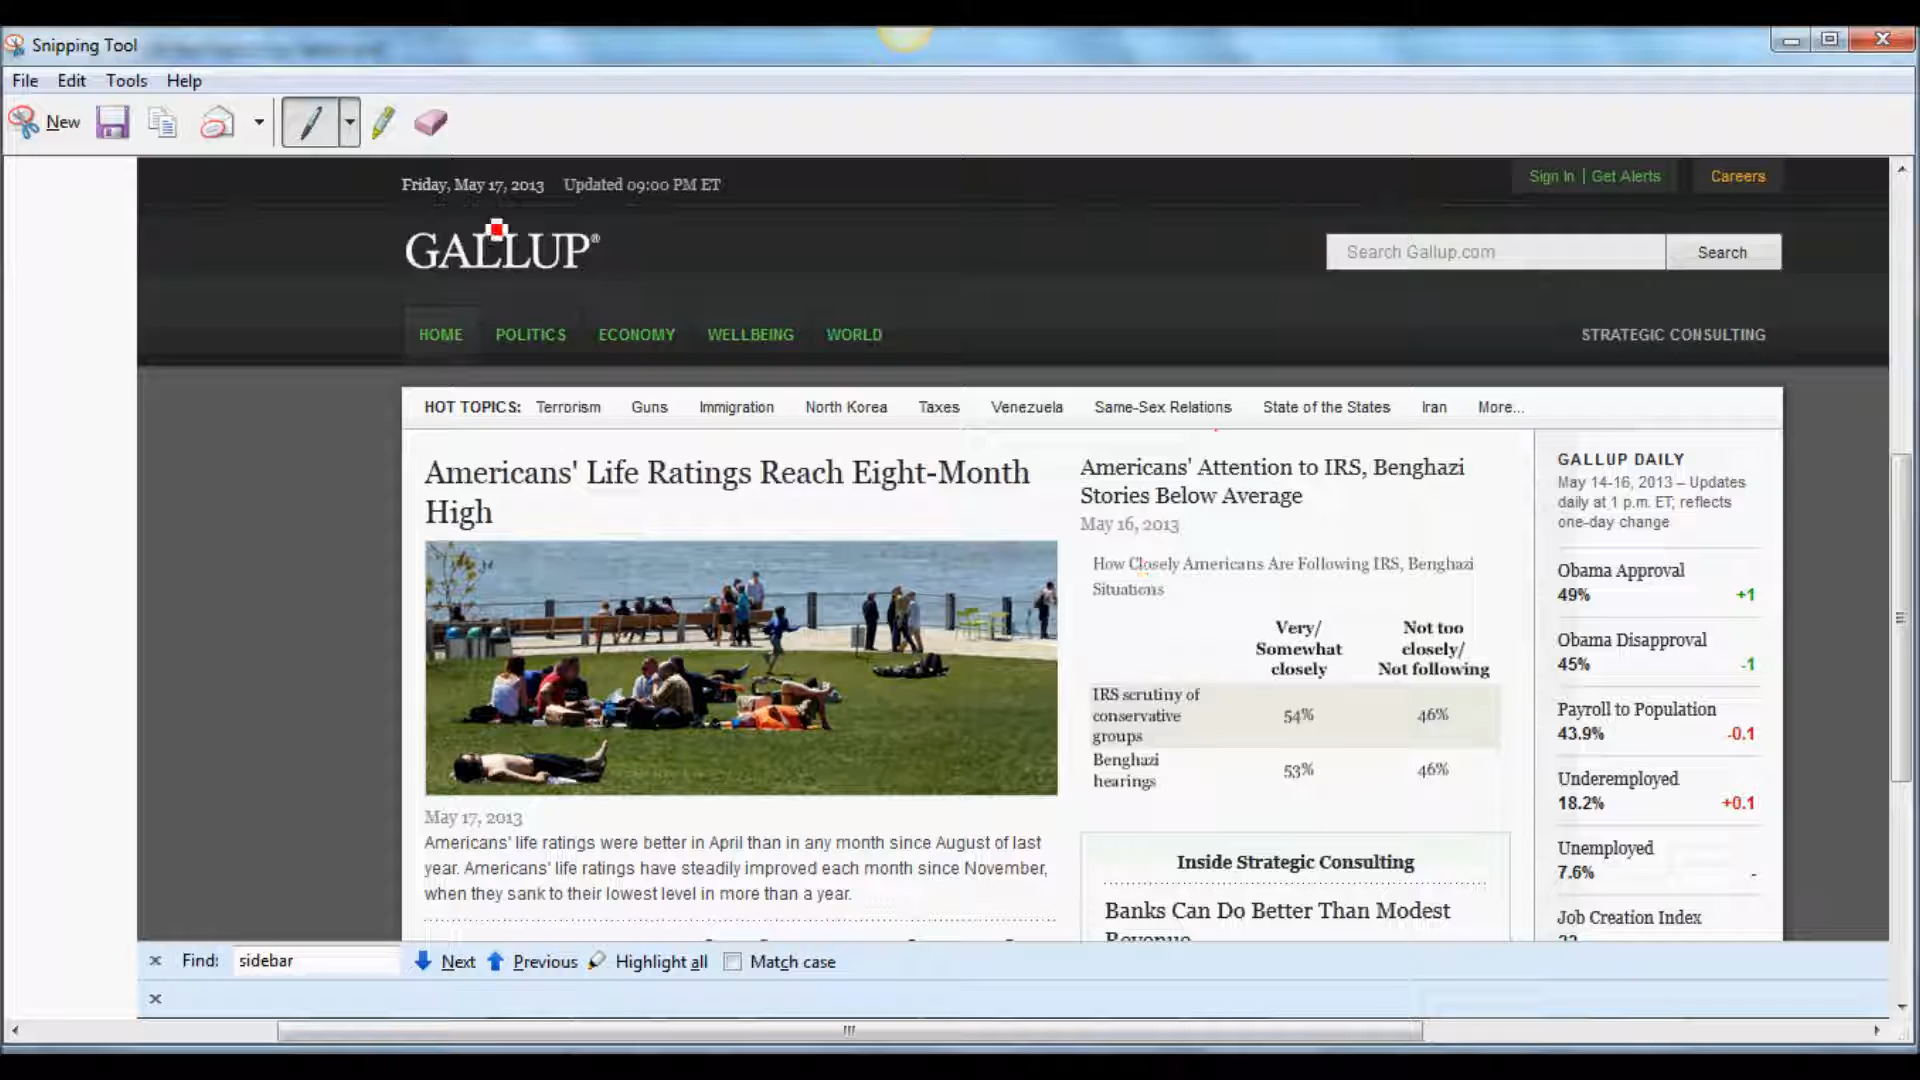 Snipping Tool
File Edit Tools Help
New
Friday, May 17, 2013 Updated 09:00 PM ET
Sign In | Get Alerts Careers
GALLUP®
Search Gallup.com Search
HOME POLITICS ECONOMY WELLBEING WORLD STRATEGIC CONSULTING
HOT TOPICS: Terrorism Guns Immigration North Korea Taxes Venezuela Same-Sex Relations State of the States Iran More...
Americans' Life Ratings Reach Eight-Month
High
May 17, 2013
Americans' life ratings were better in April than in any month since August of last
year. Americans' life ratings have steadily improved each month since November,
when they sank to their lowest level in more than a year.
Americans' Attention to IRS, Benghazi
Stories Below Average
May 16, 2013
How Closely Americans Are Following IRS, Benghazi
Situations
Very/
Somewhat
closely
Not too
closely/
Not following
IRS scrutiny of
conservative
groups
54% 46%
Benghazi
hearings
53% 46%
Inside Strategic Consulting
Banks Can Do Better Than Modest
Revenue
GALLUP DAILY
May 14-16, 2013 – Updates
daily at 1 p.m. ET; reflects
one-day change
Obama Approval
49% +1
Obama Disapproval
45% -1
Payroll to Population
43.9% -0.1
Underemployed
18.2% +0.1
Unemployed
7.6% -
Job Creation Index
Find: sidebar Next Previous Highlight all Match case